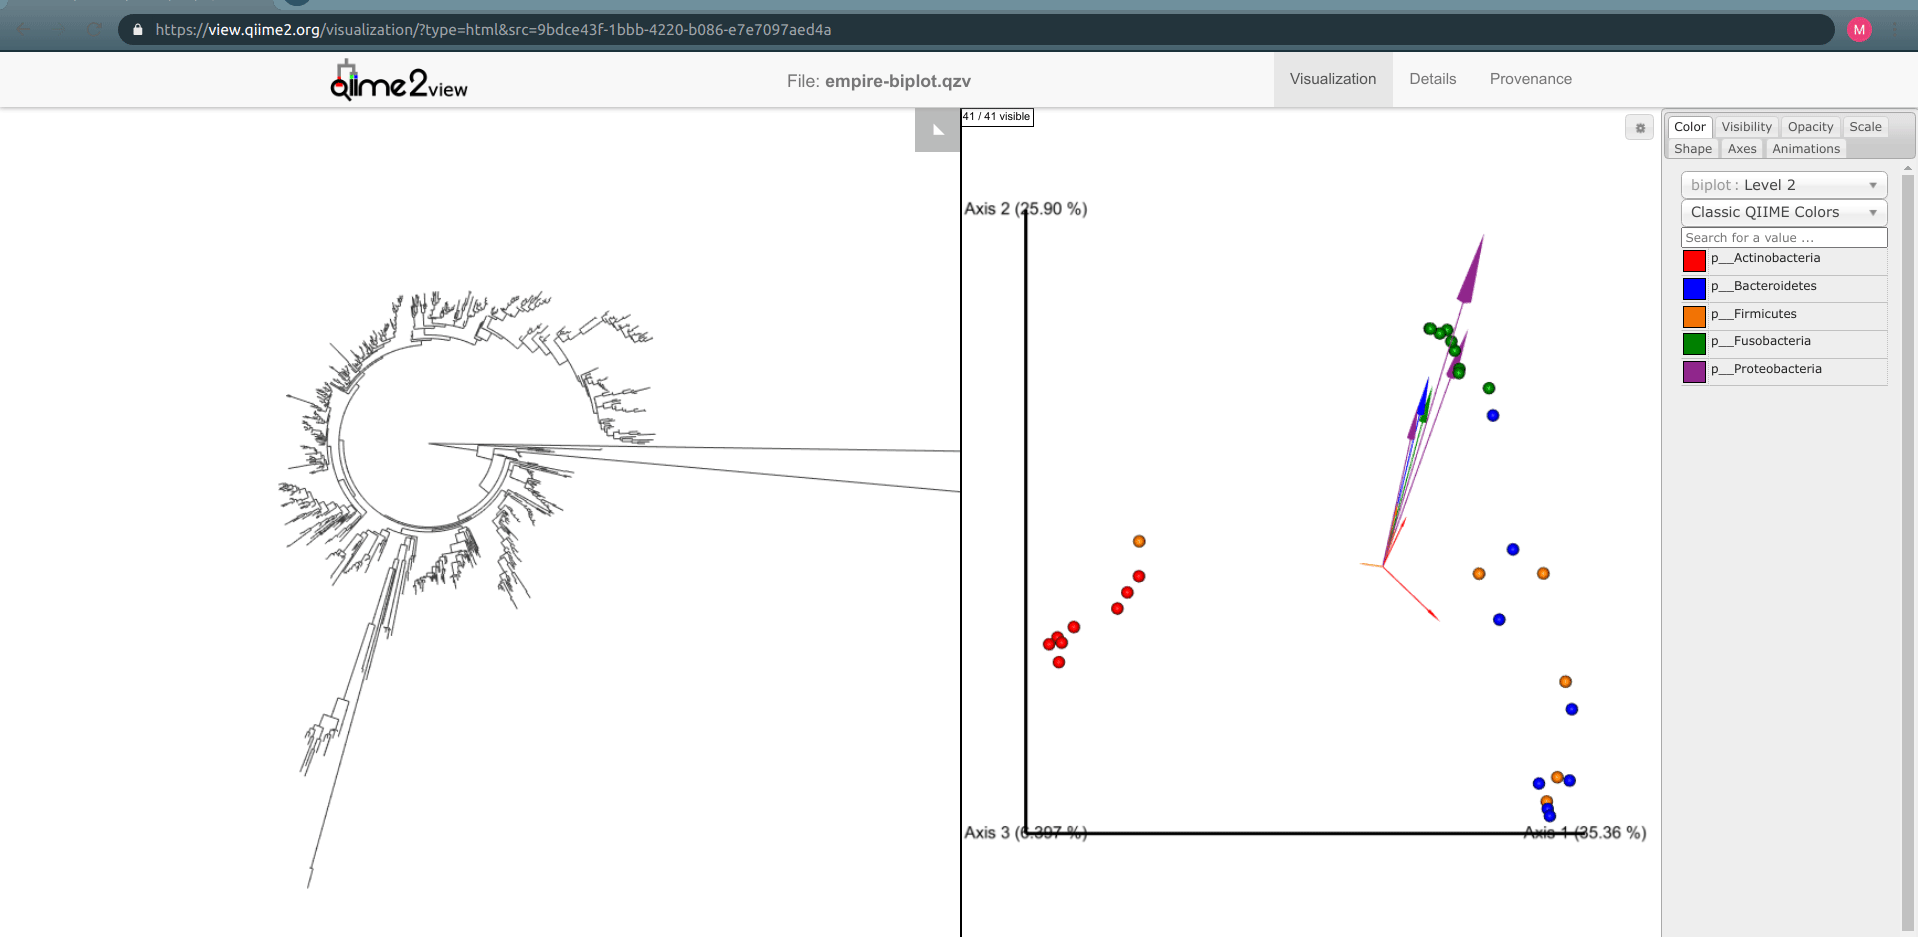 https://view.qiime2.org/visualization/?type=html&src=9bdce43f-1bbb-4220-b086-e7e7097aed4a
M
qiime2view
File: empire-biplot.qzv
Visualization
Details
Provenance
41 / 41 visible
Axis 2 (25.90 %)
Axis 3 (6.397 %)
Axis 1 (35.36 %)
Color
Visibility
Opacity
Scale
Shape
Axes
Animations
biplot : Level 2
Classic QIIME Colors
Search for a value ...
p__Actinobacteria
p__Bacteroidetes
p__Firmicutes
p__Fusobacteria
p__Proteobacteria